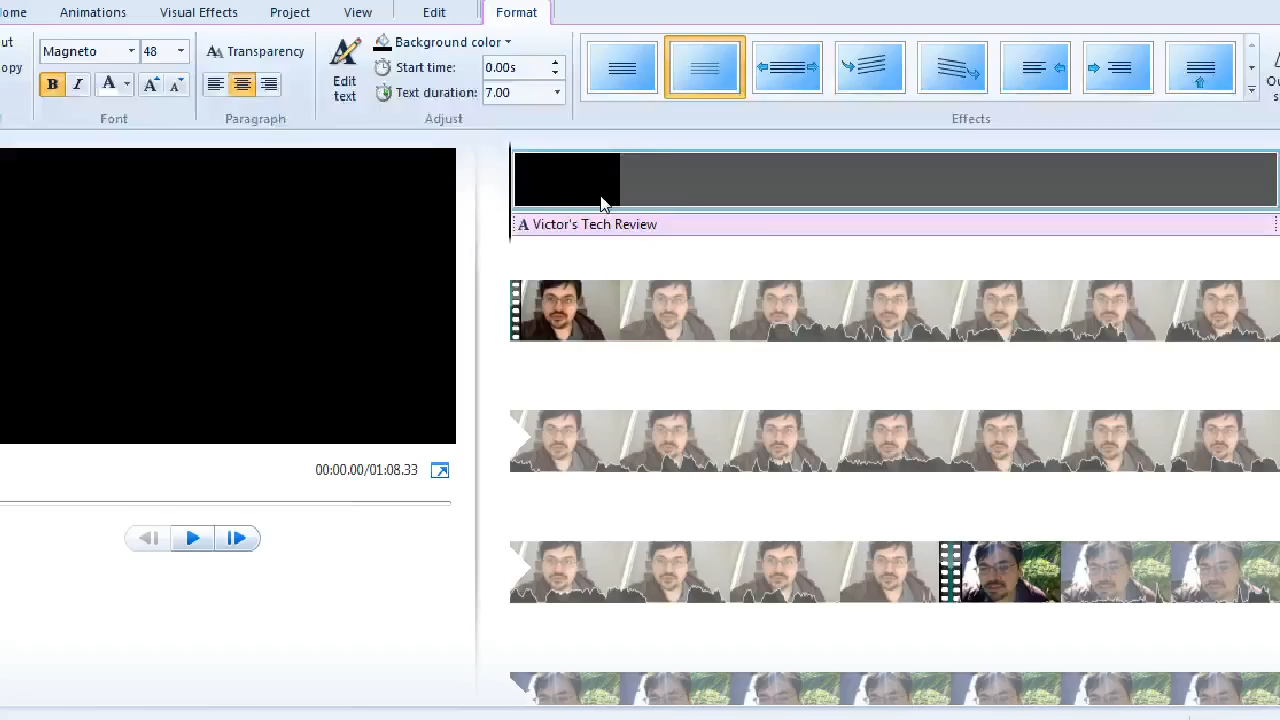 ome Animations Visual Effects Project View Edit Format
ut Magneto 48 Transparency Background color
opy Edit text Start time: 0.00s
B I A A A Text duration: 7.00
Font Paragraph Adjust Effects
A Victor's Tech Review
00:00.00/01:08.33